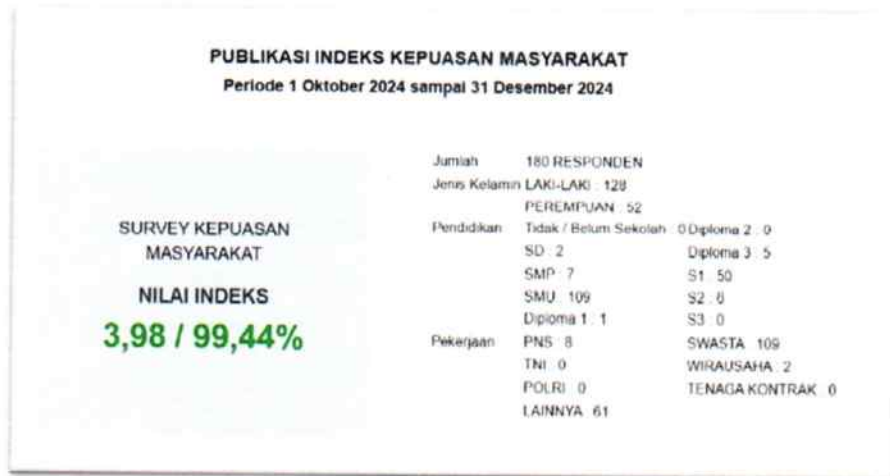 PUBLIKASI INDEKS KEPUASAN MASYARAKAT
Periode 1 Oktober 2024 sampai 31 Desember 2024
SURVEY KEPUASAN
MASYARAKAT
NILAI INDEKS
3,98 / 99,44%
Jumlah 180 RESPONDEN
Jenis Kelamin LAKI-LAKI : 128
PEREMPUAN : 52
Pendidikan Tidak / Belum Sekolah : 0 Diploma 2 : 0
SD : 2 Diploma 3 : 5
SMP : 7 S1 : 50
SMU : 109 S2 : 6
Diploma 1 : 1 S3 : 0
Pekerjaan PNS : 8 SWASTA : 109
TNI : 0 WIRAUSAHA : 2
POLRI : 0 TENAGA KONTRAK : 0
LAINNYA : 61